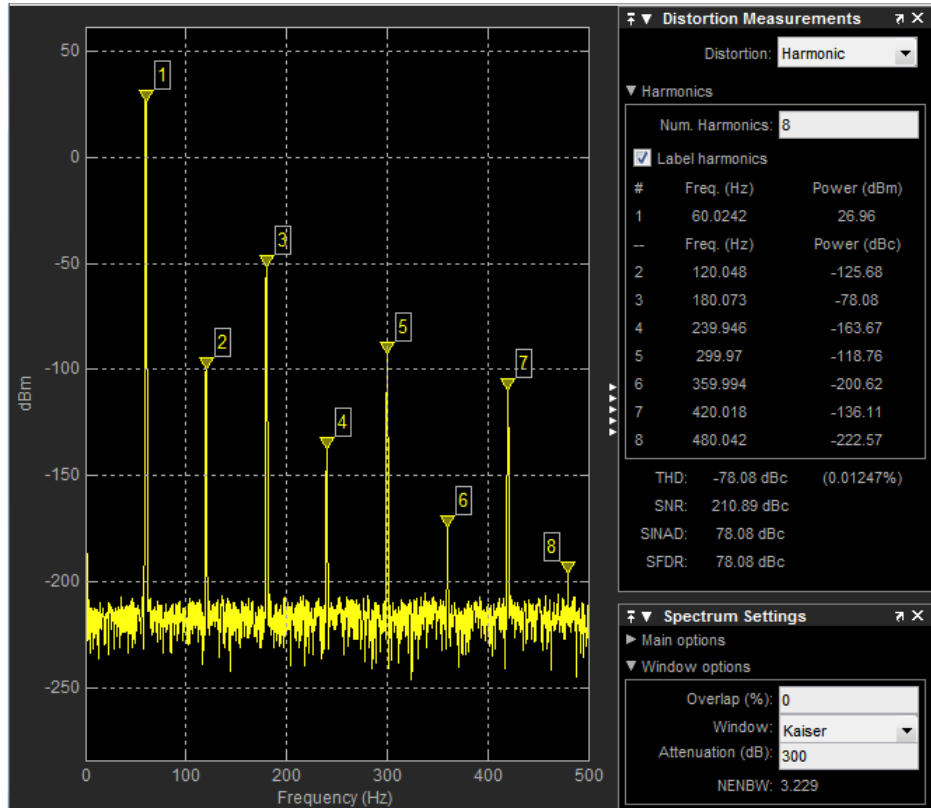 50
0
-50
-100
-150
-200
-250
dBm
1
2
3
4
5
6
7
8
0 100 200 300 400 500
Frequency (Hz)
Distortion Measurements
Distortion: Harmonic
Harmonics
Num. Harmonics: 8
Label harmonics
# Freq. (Hz) Power (dBm)
1 60.0242 26.96
-- Freq. (Hz) Power (dBc)
2 120.048 -125.68
3 180.073 -78.08
4 239.946 -163.67
5 299.97 -118.76
6 359.994 -200.62
7 420.018 -136.11
8 480.042 -222.57
THD: -78.08 dBc (0.01247%)
SNR: 210.89 dBc
SINAD: 78.08 dBc
SFDR: 78.08 dBc
Spectrum Settings
Main options
Window options
Overlap (%): 0
Window: Kaiser
Attenuation (dB): 300
NENBW: 3.229